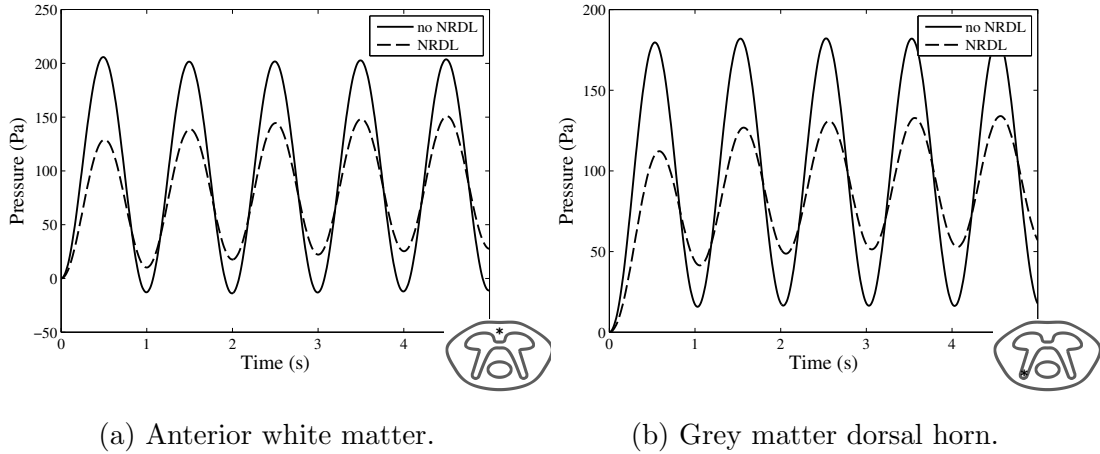 250
200
150
100
50
0
−50
Pressure (Pa)
0 1 2 3 4
Time (s)
no NRDL
NRDL
*
(a) Anterior white matter.
200
150
100
50
0
Pressure (Pa)
0 1 2 3 4
Time (s)
no NRDL
NRDL
*
(b) Grey matter dorsal horn.